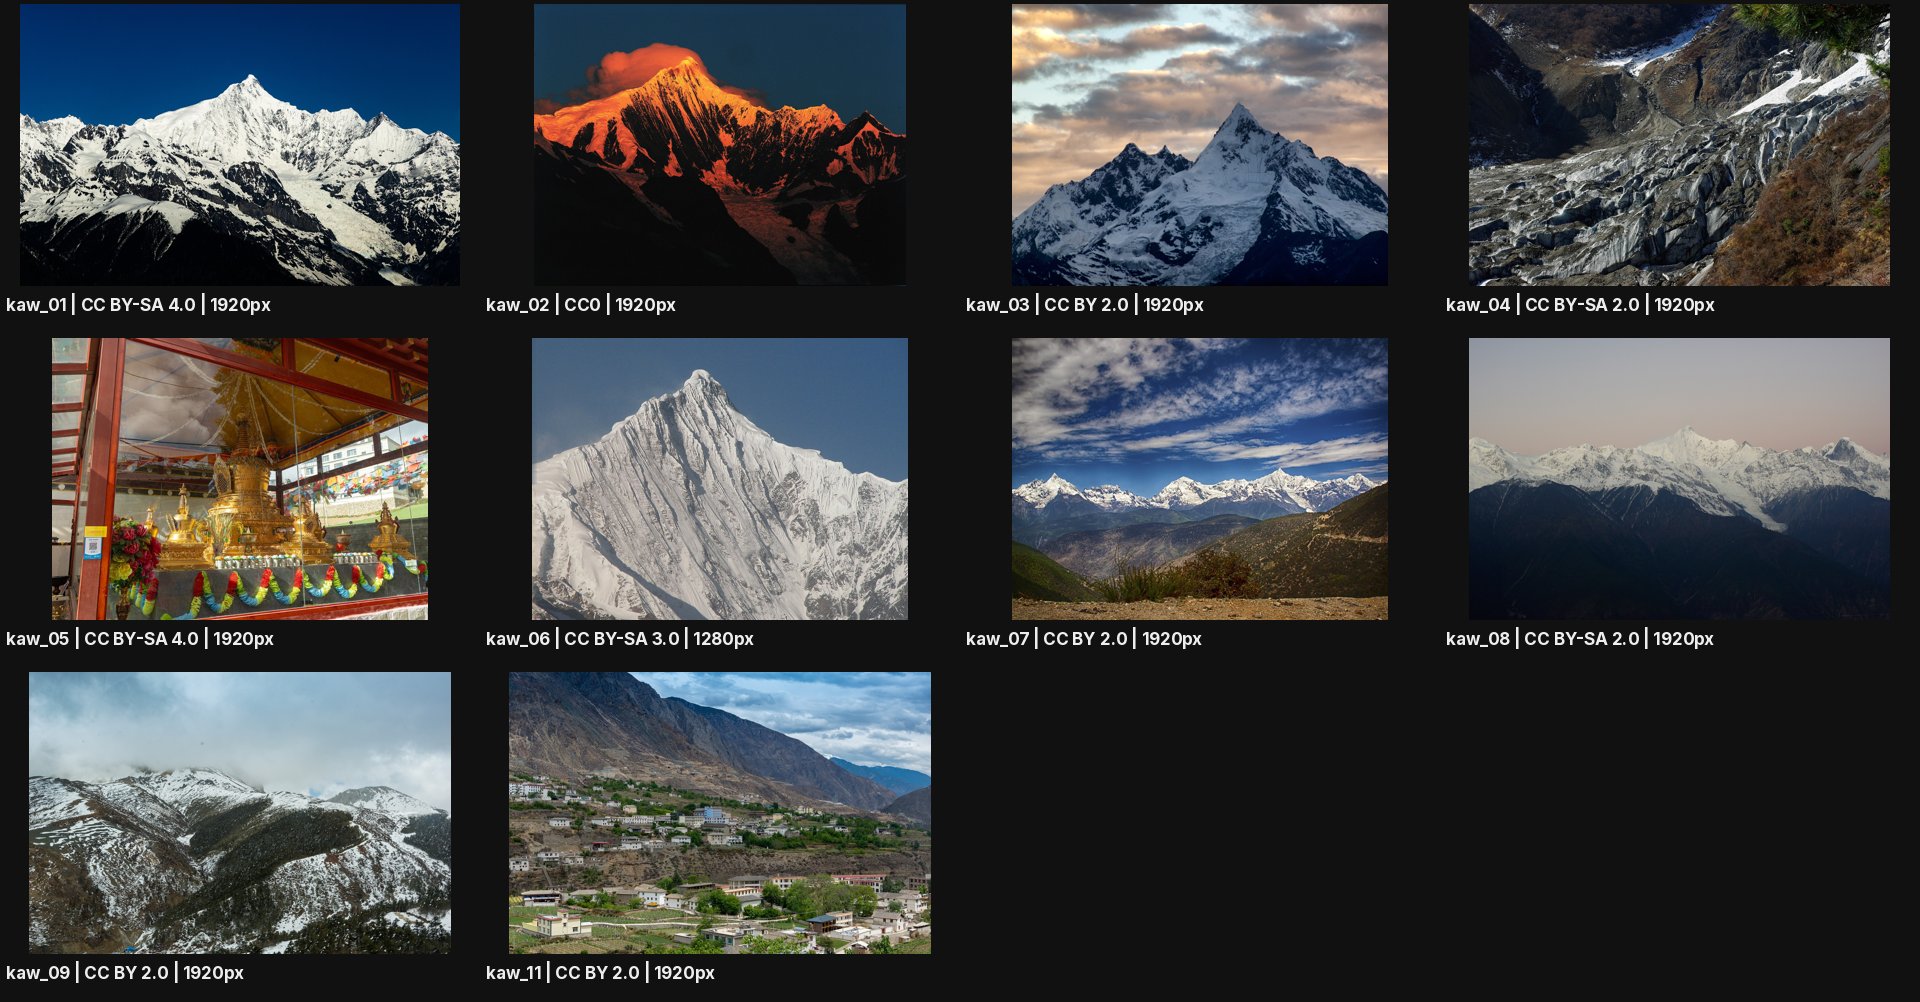 kaw_01 | CC BY-SA 4.0 | 1920px
kaw_02 | CC0 | 1920px
kaw_03 | CC BY 2.0 | 1920px
kaw_04 | CC BY-SA 2.0 | 1920px
kaw_05 | CC BY-SA 4.0 | 1920px
kaw_06 | CC BY-SA 3.0 | 1280px
kaw_07 | CC BY 2.0 | 1920px
kaw_08 | CC BY-SA 2.0 | 1920px
kaw_09 | CC BY 2.0 | 1920px
kaw_11 | CC BY 2.0 | 1920px